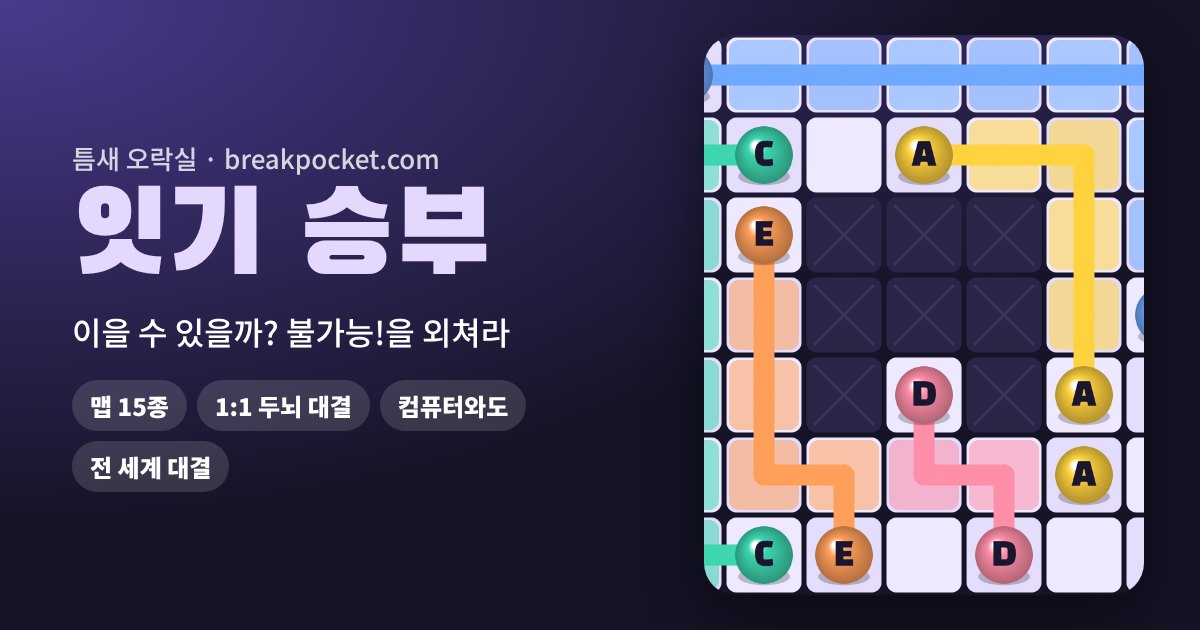 틈새 오락실 · breakpocket.com
잇기 승부
이을 수 있을까? 불가능!을 외쳐라
맵 15종
1:1 두뇌 대결
컴퓨터와도
전 세계 대결
C
A
E
D
A
A
C
E
D